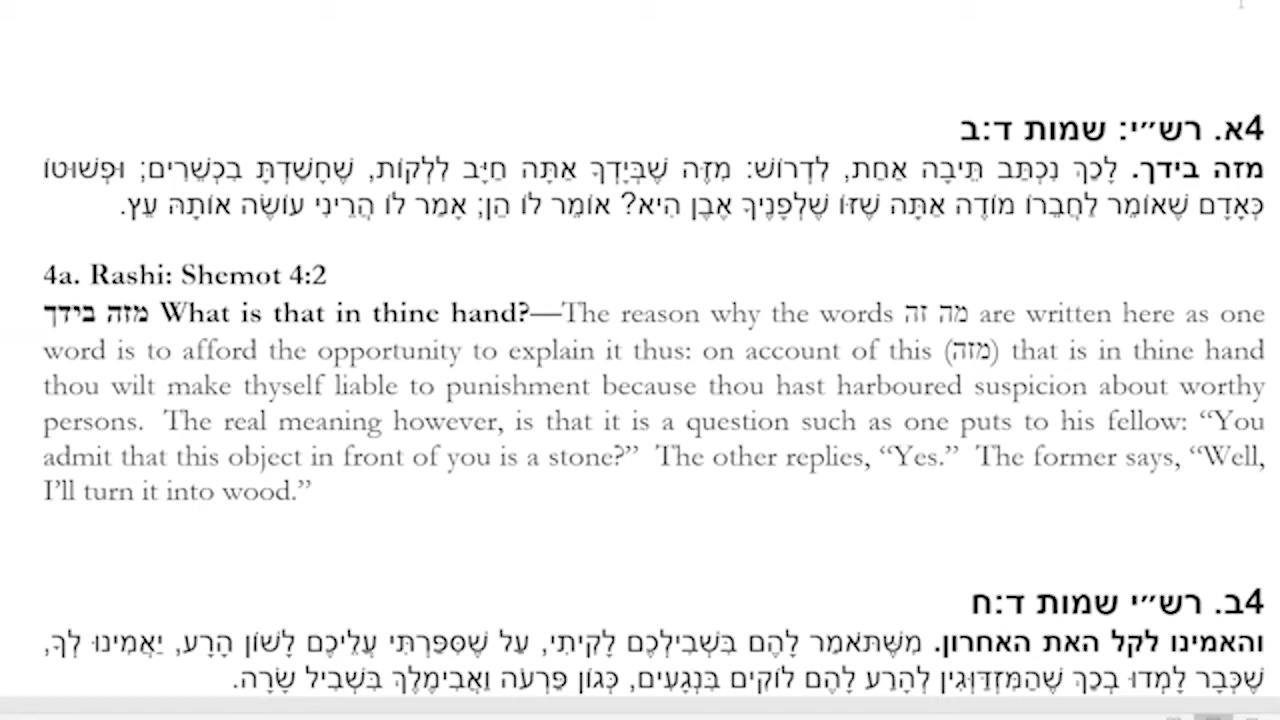 4א. רש״י: שמות ד:ב
מזה בידך. לָכַךְ נִכְתַּב תֵּיבָה אַחַת, לִדְרוֹשׁ: מִזֶּה שֶׁבְּיָדְךָ אַתָּה חַיָּב לִלְקוֹת, שֶׁחָשַׁדְתָּ בִכְשֵׁרִים; וּפְשׁוּטוֹ
כְּאָדָם שֶׁאוֹמֵר לַחֲבֵרוֹ מוֹדֶה אַתָּה שֶׁזּוֹ שֶׁלְּפָנֶיךָ אֶבֶן הִיא? אוֹמֵר לוֹ הֵן; אָמַר לוֹ הֲרֵינִי עוֹשֶׂה אוֹתָהּ עֵץ.
4a. Rashi: Shemot 4:2
מזה בידך What is that in thine hand?—The reason why the words מה זה are written here as one
word is to afford the opportunity to explain it thus: on account of this (מזה) that is in thine hand
thou wilt make thyself liable to punishment because thou hast harboured suspicion about worthy
persons. The real meaning however, is that it is a question such as one puts to his fellow: “You
admit that this object in front of you is a stone?” The other replies, “Yes.” The former says, “Well,
I’ll turn it into wood.”
4ב. רש״י שמות ד:ח
והאמינו לקל האת האחרון. מִשֶּׁתֹּאמַר לָהֶם בִּשְׁבִילְכֶם לָקִיתִי, עַל שֶׁסִּפַּרְתִּי עֲלֵיכֶם לָשׁוֹן הָרָע, יַאֲמִינוּ לְךָ,
שֶׁכְּבָר לָמְדוּ בְכַךְ שֶׁהַמִּזְדַּוְּגִין לְהָרַע לָהֶם לוֹקִים בִּנְגָעִים, כְּגוֹן פַּרְעֹה וַאֲבִימֶלֶךְ בִּשְׁבִיל שָׂרָה.